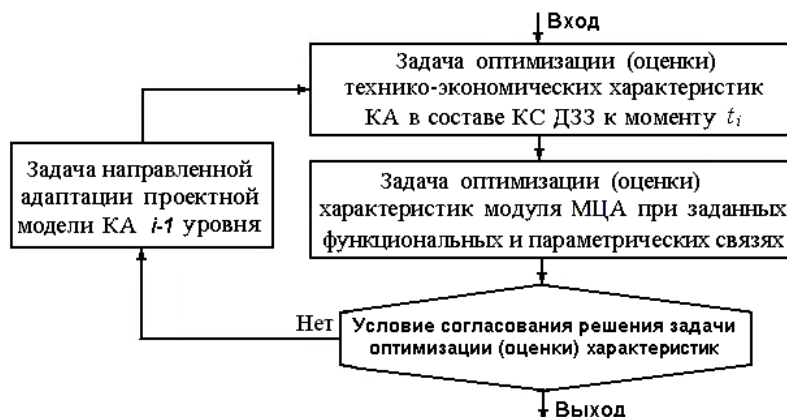 Вход
Задача оптимизации (оценки)
технико-экономических характеристик
КА в составе КС ДЗЗ к моменту t_i
Задача направленной
адаптации проектной
модели КА i-1 уровня
Задача оптимизации (оценки)
характеристик модуля МЦА при заданных
функциональных и параметрических связях
Нет
Условие согласования решения задачи
оптимизации (оценки) характеристик
Выход